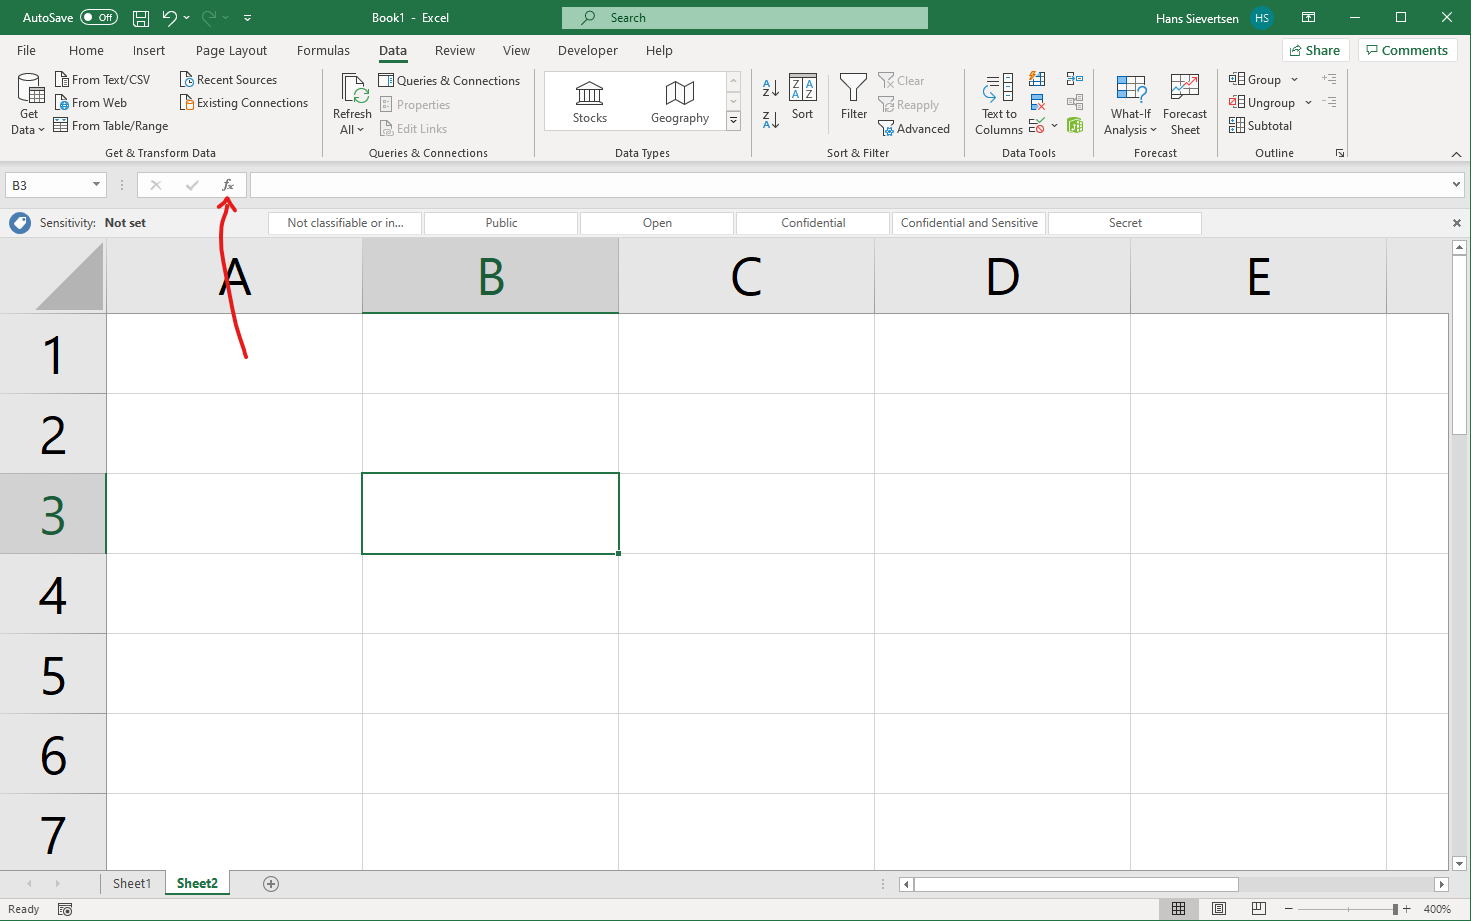 AutoSave Off Book1 - Excel Search Hans Sievertsen HS
File Home Insert Page Layout Formulas Data Review View Developer Help Share Comments
Get Data
From Text/CSV
From Web
From Table/Range
Recent Sources
Existing Connections
Get & Transform Data
Refresh All
Queries & Connections
Properties
Edit Links
Queries & Connections
Stocks Geography
Data Types
A Z
Z A
Z A A Z
Sort
Filter
Clear
Reapply
Advanced
Sort & Filter
Text to Columns
Data Tools
What-If Analysis
Forecast Sheet
Forecast
Group
Ungroup
Subtotal
Outline
B3 fx
Sensitivity: Not set Not classifiable or in... Public Open Confidential Confidential and Sensitive Secret
A B C D E
1
2
3
4
5
6
7
Sheet1 Sheet2
Ready 400%